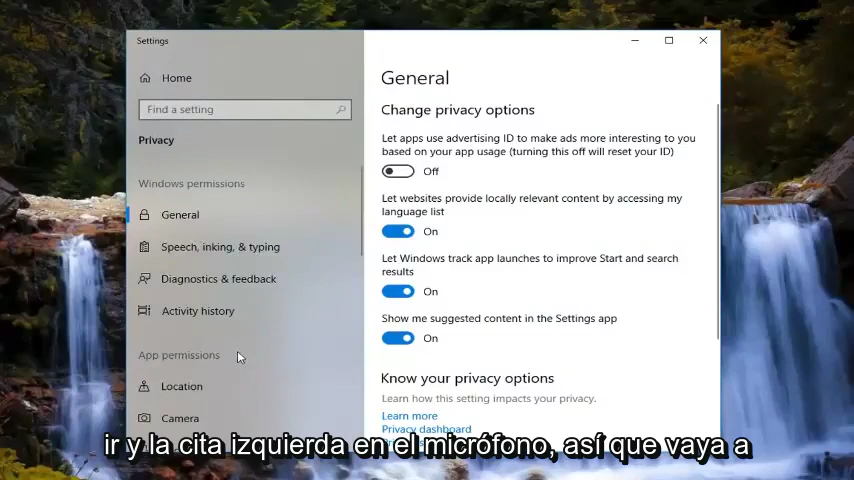 Settings
Home
Find a setting
Privacy
Windows permissions
General
Speech, inking, & typing
Diagnostics & feedback
Activity history
App permissions
Location
Camera
General
Change privacy options
Let apps use advertising ID to make ads more interesting to you
based on your app usage (turning this off will reset your ID)
Off
Let websites provide locally relevant content by accessing my
language list
On
Let Windows track app launches to improve Start and search
results
On
Show me suggested content in the Settings app
On
Know your privacy options
Learn how this setting impacts your privacy.
Learn more
Privacy dashboard
ir y la cita izquierda en el micrófono, así que vaya a